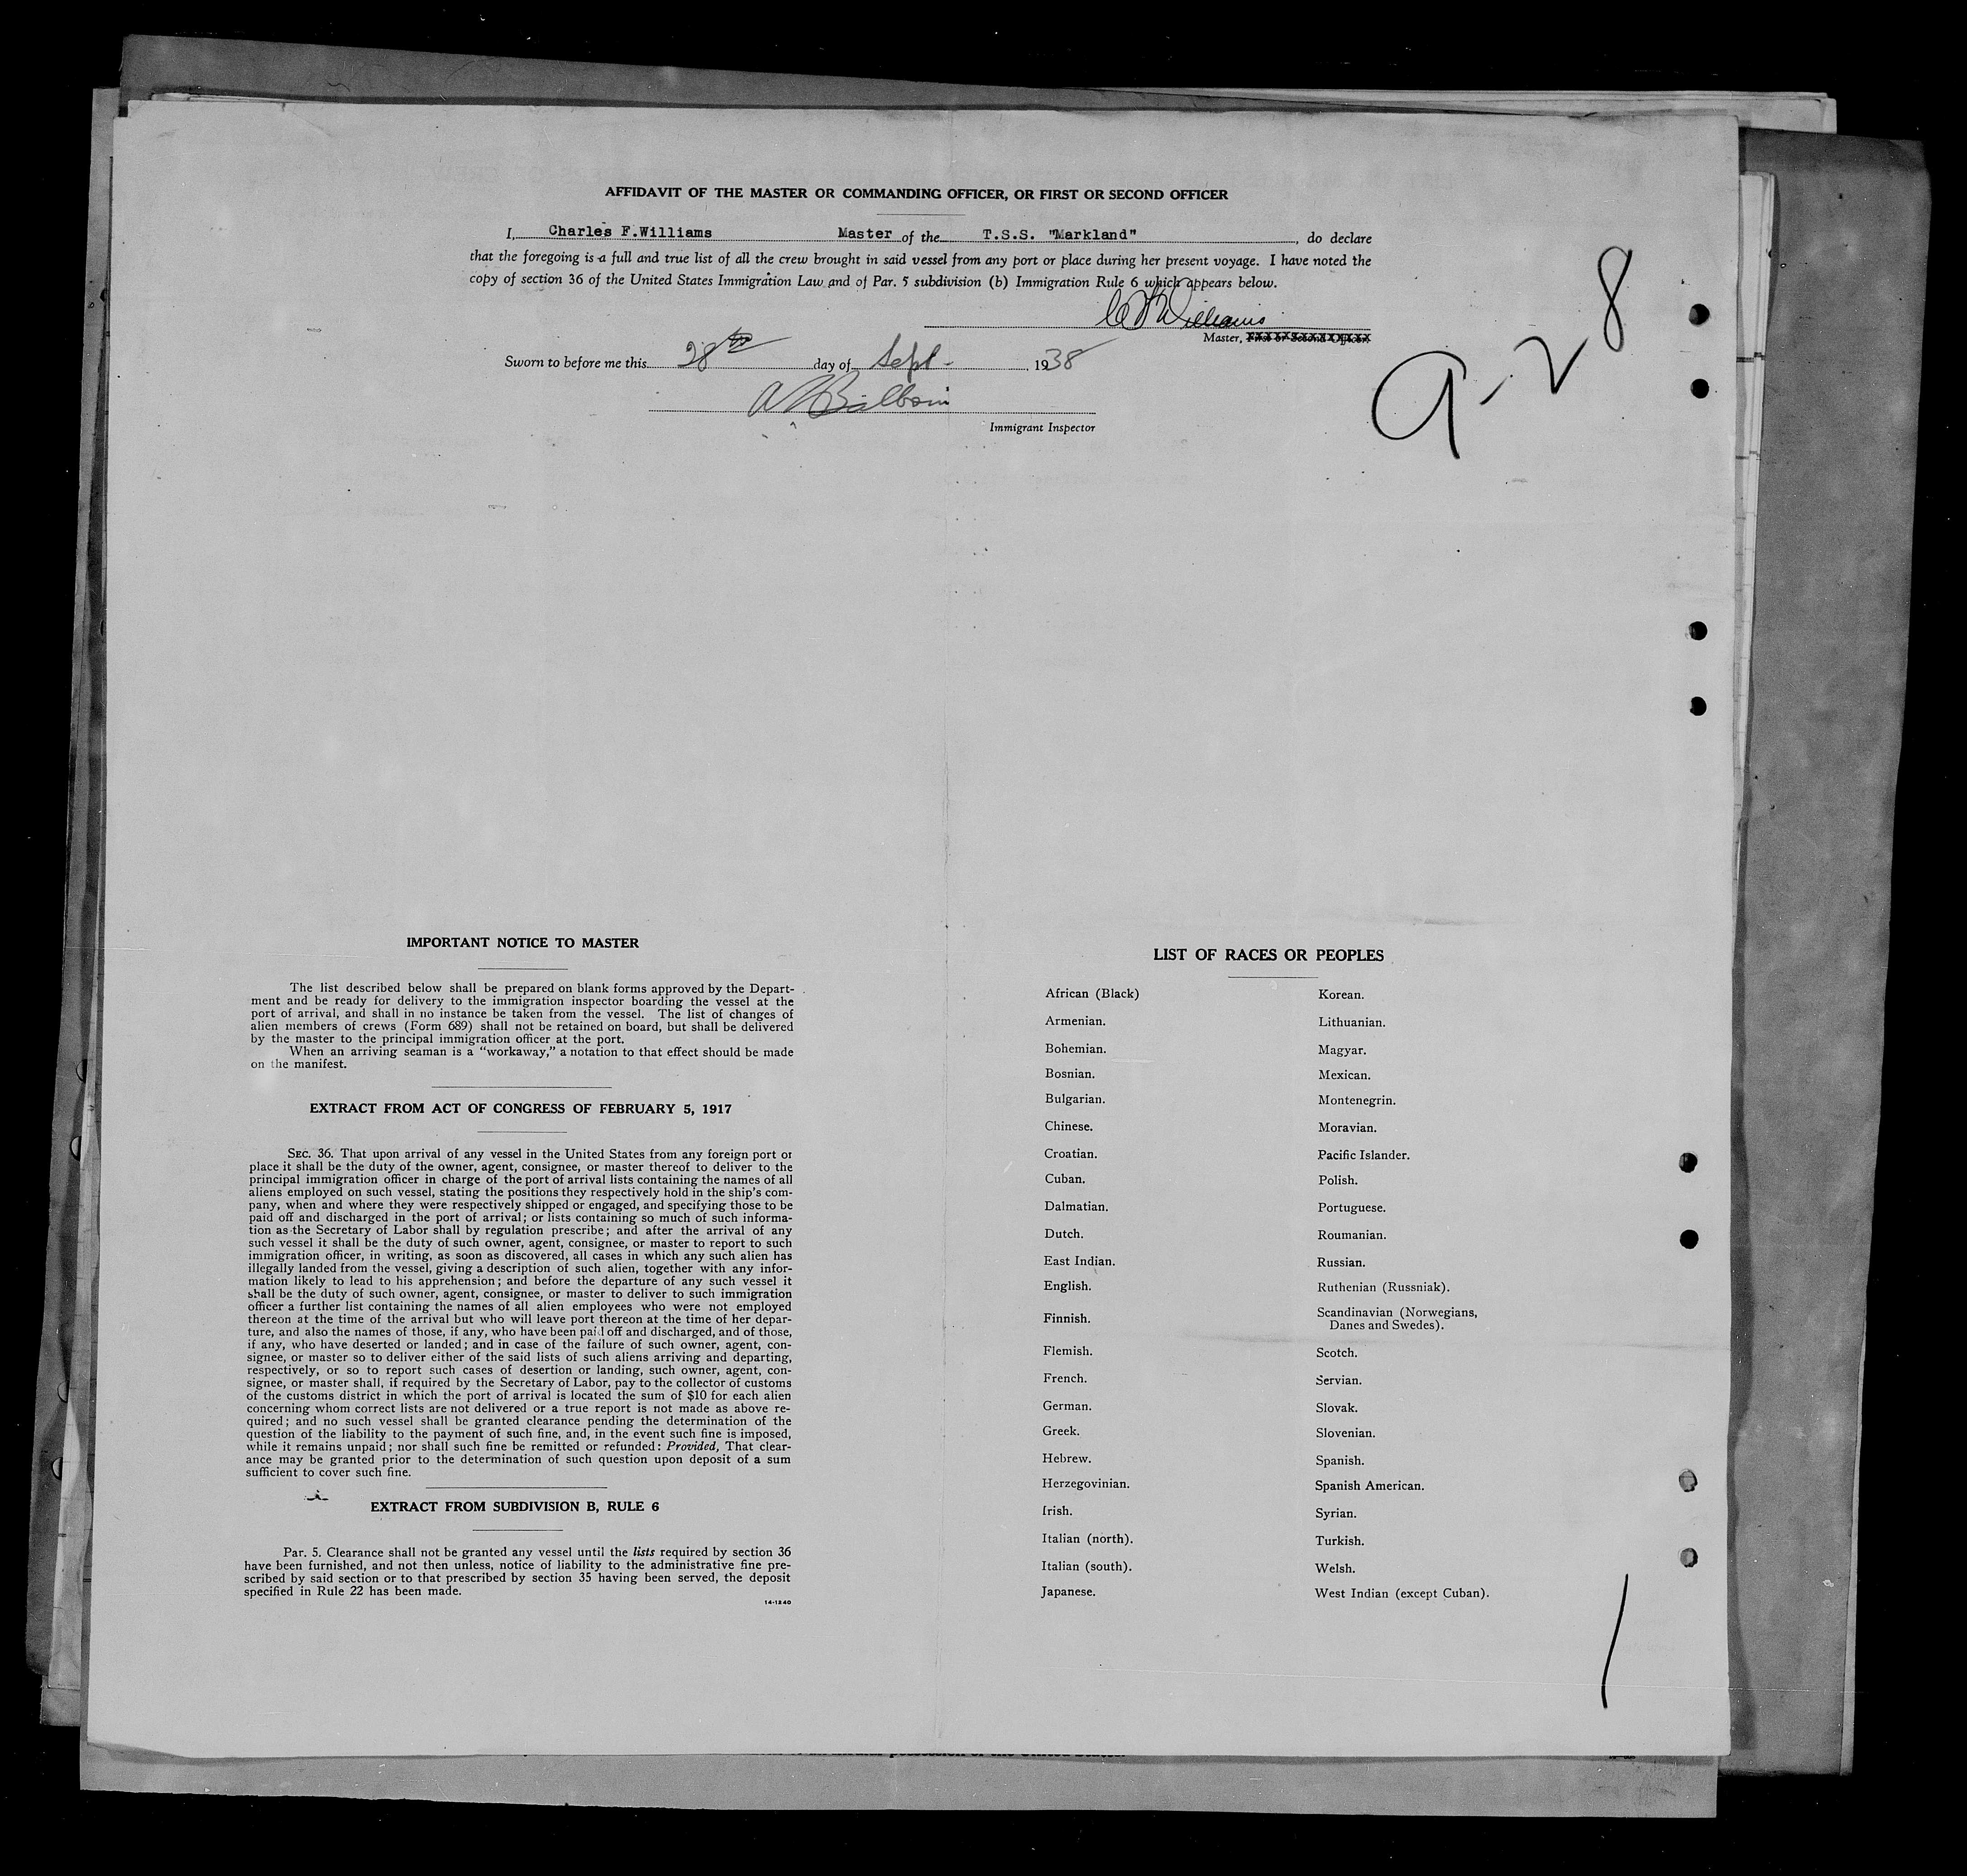 AFFIDAVIT OF THE MASTER OR COMMANDING OFFICER, OR FIRST OR SECOND OFFICER
I, Charles F.Williams Master of the T.S.S. "Markland", do declare
that the foregoing is a full and true list of all the crew brought in said vessel from any port or place during her present voyage. I have noted the
copy of section 36 of the United States Immigration Law and of Par. 5 subdivision (b) Immigration Rule 6 which appears below.
C F Williams
Master, First or Second Officer.
Sworn to before me this 28th day of Sept - , 1938
Immigrant Inspector
9-28
IMPORTANT NOTICE TO MASTER
The list described below shall be prepared on blank forms approved by the Depart-
ment and be ready for delivery to the immigration inspector boarding the vessel at the
port of arrival, and shall in no instance be taken from the vessel. The list of changes of
alien members of crews (Form 689) shall not be retained on board, but shall be delivered
by the master to the principal immigration officer at the port.
When an arriving seaman is a "workaway," a notation to that effect should be made
on the manifest.
EXTRACT FROM ACT OF CONGRESS OF FEBRUARY 5, 1917
SEC. 36. That upon arrival of any vessel in the United States from any foreign port or
place it shall be the duty of the owner, agent, consignee, or master thereof to deliver to the
principal immigration officer in charge of the port of arrival lists containing the names of all
aliens employed on such vessel, stating the positions they respectively hold in the ship's com-
pany, when and where they were respectively shipped or engaged, and specifying those to be
paid off and discharged in the port of arrival; or lists containing so much of such informa-
tion as the Secretary of Labor shall by regulation prescribe; and after the arrival of any
such vessel it shall be the duty of such owner, agent, consignee, or master to report to such
immigration officer, in writing, as soon as discovered, all cases in which any such alien has
illegally landed from the vessel, giving a description of such alien, together with any infor-
mation likely to lead to his apprehension; and before the departure of any such vessel it
shall be the duty of such owner, agent, consignee, or master to deliver to such immigration
officer a further list containing the names of all alien employees who were not employed
thereon at the time of the arrival but who will leave port thereon at the time of her depar-
ture, and also the names of those, if any, who have been paid off and discharged, and of those,
if any, who have deserted or landed; and in case of the failure of such owner, agent, con-
signee, or master so to deliver either of the said lists of such aliens arriving and departing,
respectively, or so to report such cases of desertion or landing, such owner, agent, con-
signee, or master shall, if required by the Secretary of Labor, pay to the collector of customs
of the customs district in which the port of arrival is located the sum of $10 for each alien
concerning whom correct lists are not delivered or a true report is not made as above re-
quired; and no such vessel shall be granted clearance pending the determination of the
question of the liability to the payment of such fine, and, in the event such fine is imposed,
while it remains unpaid; nor shall such fine be remitted or refunded: Provided, That clear-
ance may be granted prior to the determination of such question upon deposit of a sum
sufficient to cover such fine.
EXTRACT FROM SUBDIVISION B, RULE 6
Par. 5. Clearance shall not be granted any vessel until the lists required by section 36
have been furnished, and not then unless, notice of liability to the administrative fine pre-
scribed by said section or to that prescribed by section 35 having been served, the deposit
specified in Rule 22 has been made.
14-1240
LIST OF RACES OR PEOPLES
African (Black)
Armenian.
Bohemian.
Bosnian.
Bulgarian.
Chinese.
Croatian.
Cuban.
Dalmatian.
Dutch.
East Indian.
English.
Finnish.
Flemish.
French.
German.
Greek.
Hebrew.
Herzegovinian.
Irish.
Italian (north).
Italian (south).
Japanese.
Korean.
Lithuanian.
Magyar.
Mexican.
Montenegrin.
Moravian.
Pacific Islander.
Polish.
Portuguese.
Roumanian.
Russian.
Ruthenian (Russniak).
Scandinavian (Norwegians,
Danes and Swedes).
Scotch.
Servian.
Slovak.
Slovenian.
Spanish.
Spanish American.
Syrian.
Turkish.
Welsh.
West Indian (except Cuban).
1